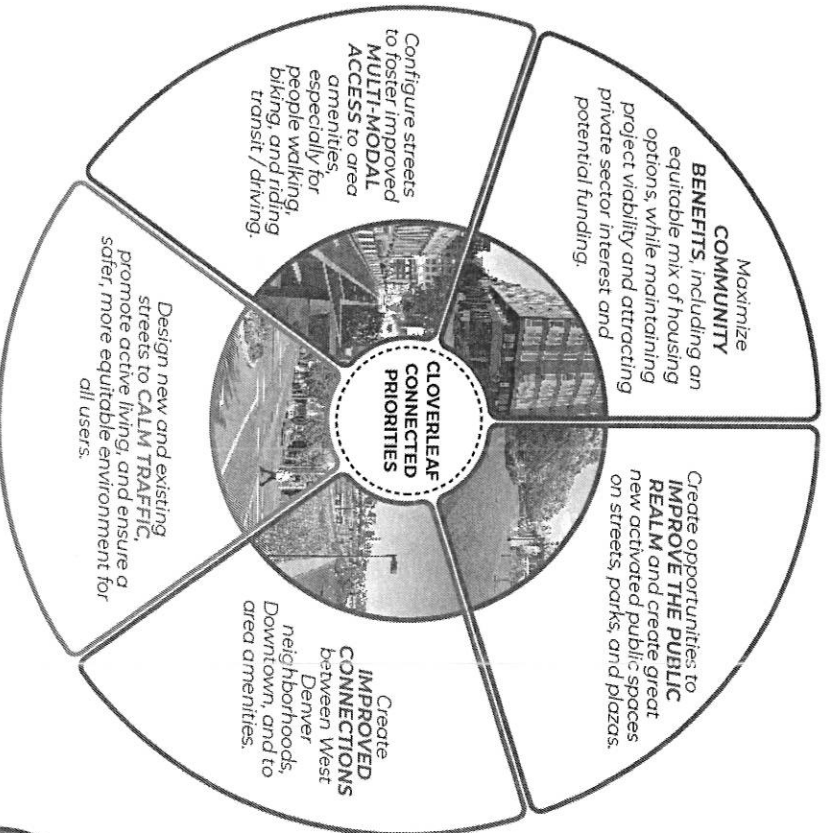 Maximize
COMMUNITY
BENEFITS, including an
equitable mix of housing
options, while maintaining
project viability and attracting
private sector interest and
potential funding.
Create opportunities to
IMPROVE THE PUBLIC
REALM and create great
new activated public spaces
on streets, parks, and plazas.
CLOVERLEAF
CONNECTED
PRIORITIES
Configure streets
to foster improved
MULTI-MODAL
ACCESS to area
amenities,
especially for
people walking,
biking, and riding
transit / driving.
Create
IMPROVED
CONNECTIONS
between West
Denver
neighborhoods,
Downtown, and to
area amenities.
Design new and existing
streets to CALM TRAFFIC,
promote active living, and ensure a
safer, more equitable environment for
all users.